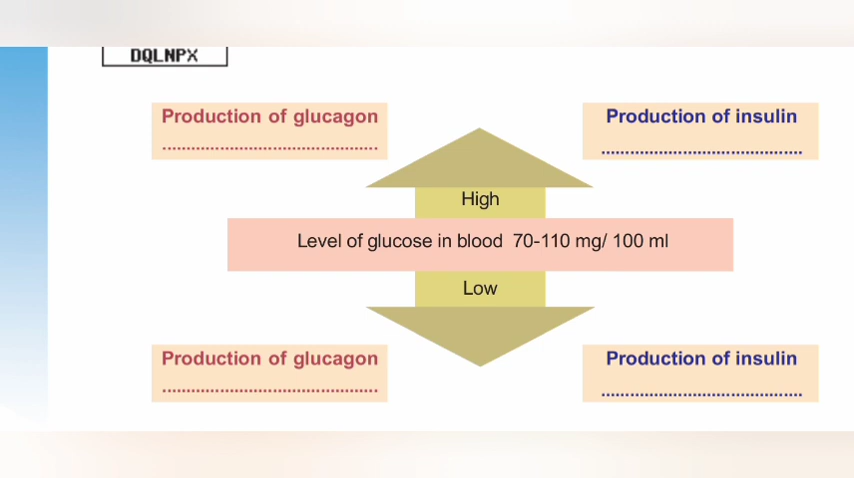 DQLNPX
Production of glucagon
............................................
Production of insulin
..........................................
High
Level of glucose in blood 70-110 mg/ 100 ml
Low
Production of glucagon
............................................
Production of insulin
..........................................